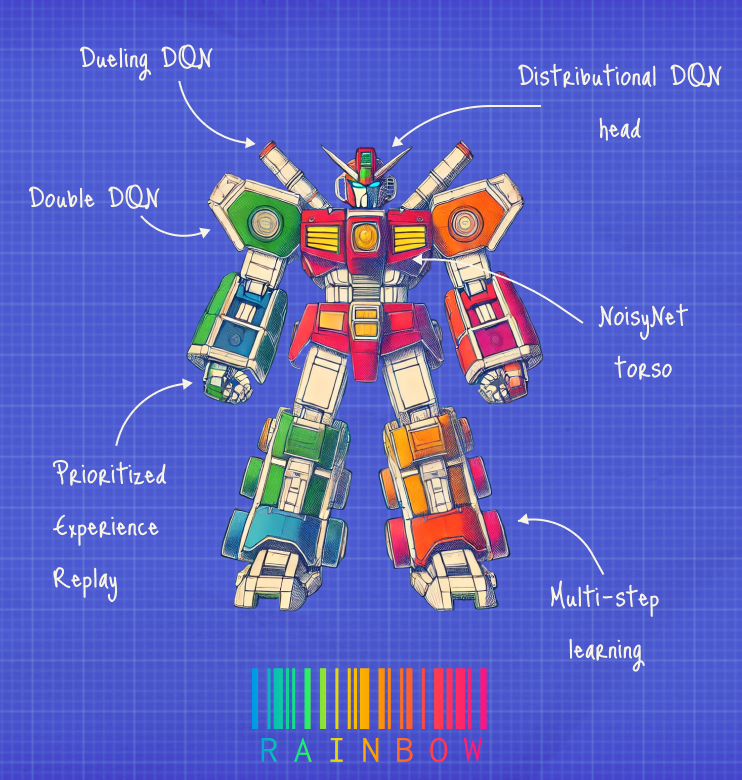 Dueling DQN
Distributional DQN
head
Double DQN
NoisyNet
torso
Prioritized
Experience
Replay
Multi-step
learning
RAINBOW